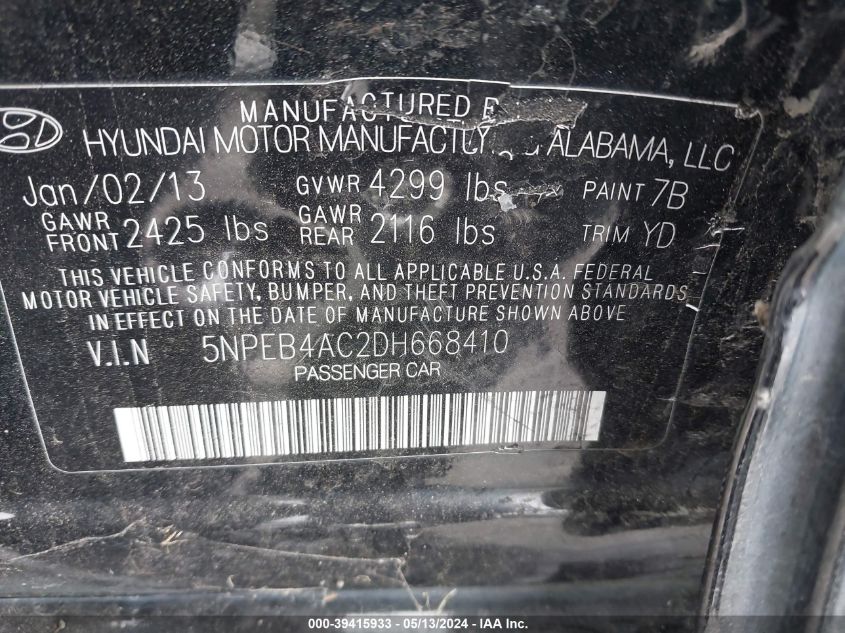 MANUFACTURED
HYUNDAI MOTOR ALABAMA, LLC
Jan/02/13 GVWR 4299 lbs PAINT 7B
GAWR FRONT 2425 lbs GAWR REAR 2116 lbs TRIM YD
THIS VEHICLE CONFORMS TO ALL APPLICABLE U.S.A. FEDERAL
MOTOR VEHICLE SAFETY, BUMPER, AND THEFT PREVENTION STANDARDS
IN EFFECT ON THE DATE OF MANUFACTURE SHOWN ABOVE
V.I.N 5NPEB4AC2DH668410
PASSENGER CAR
000-39415933 - 05/13/2024 - IAA Inc.